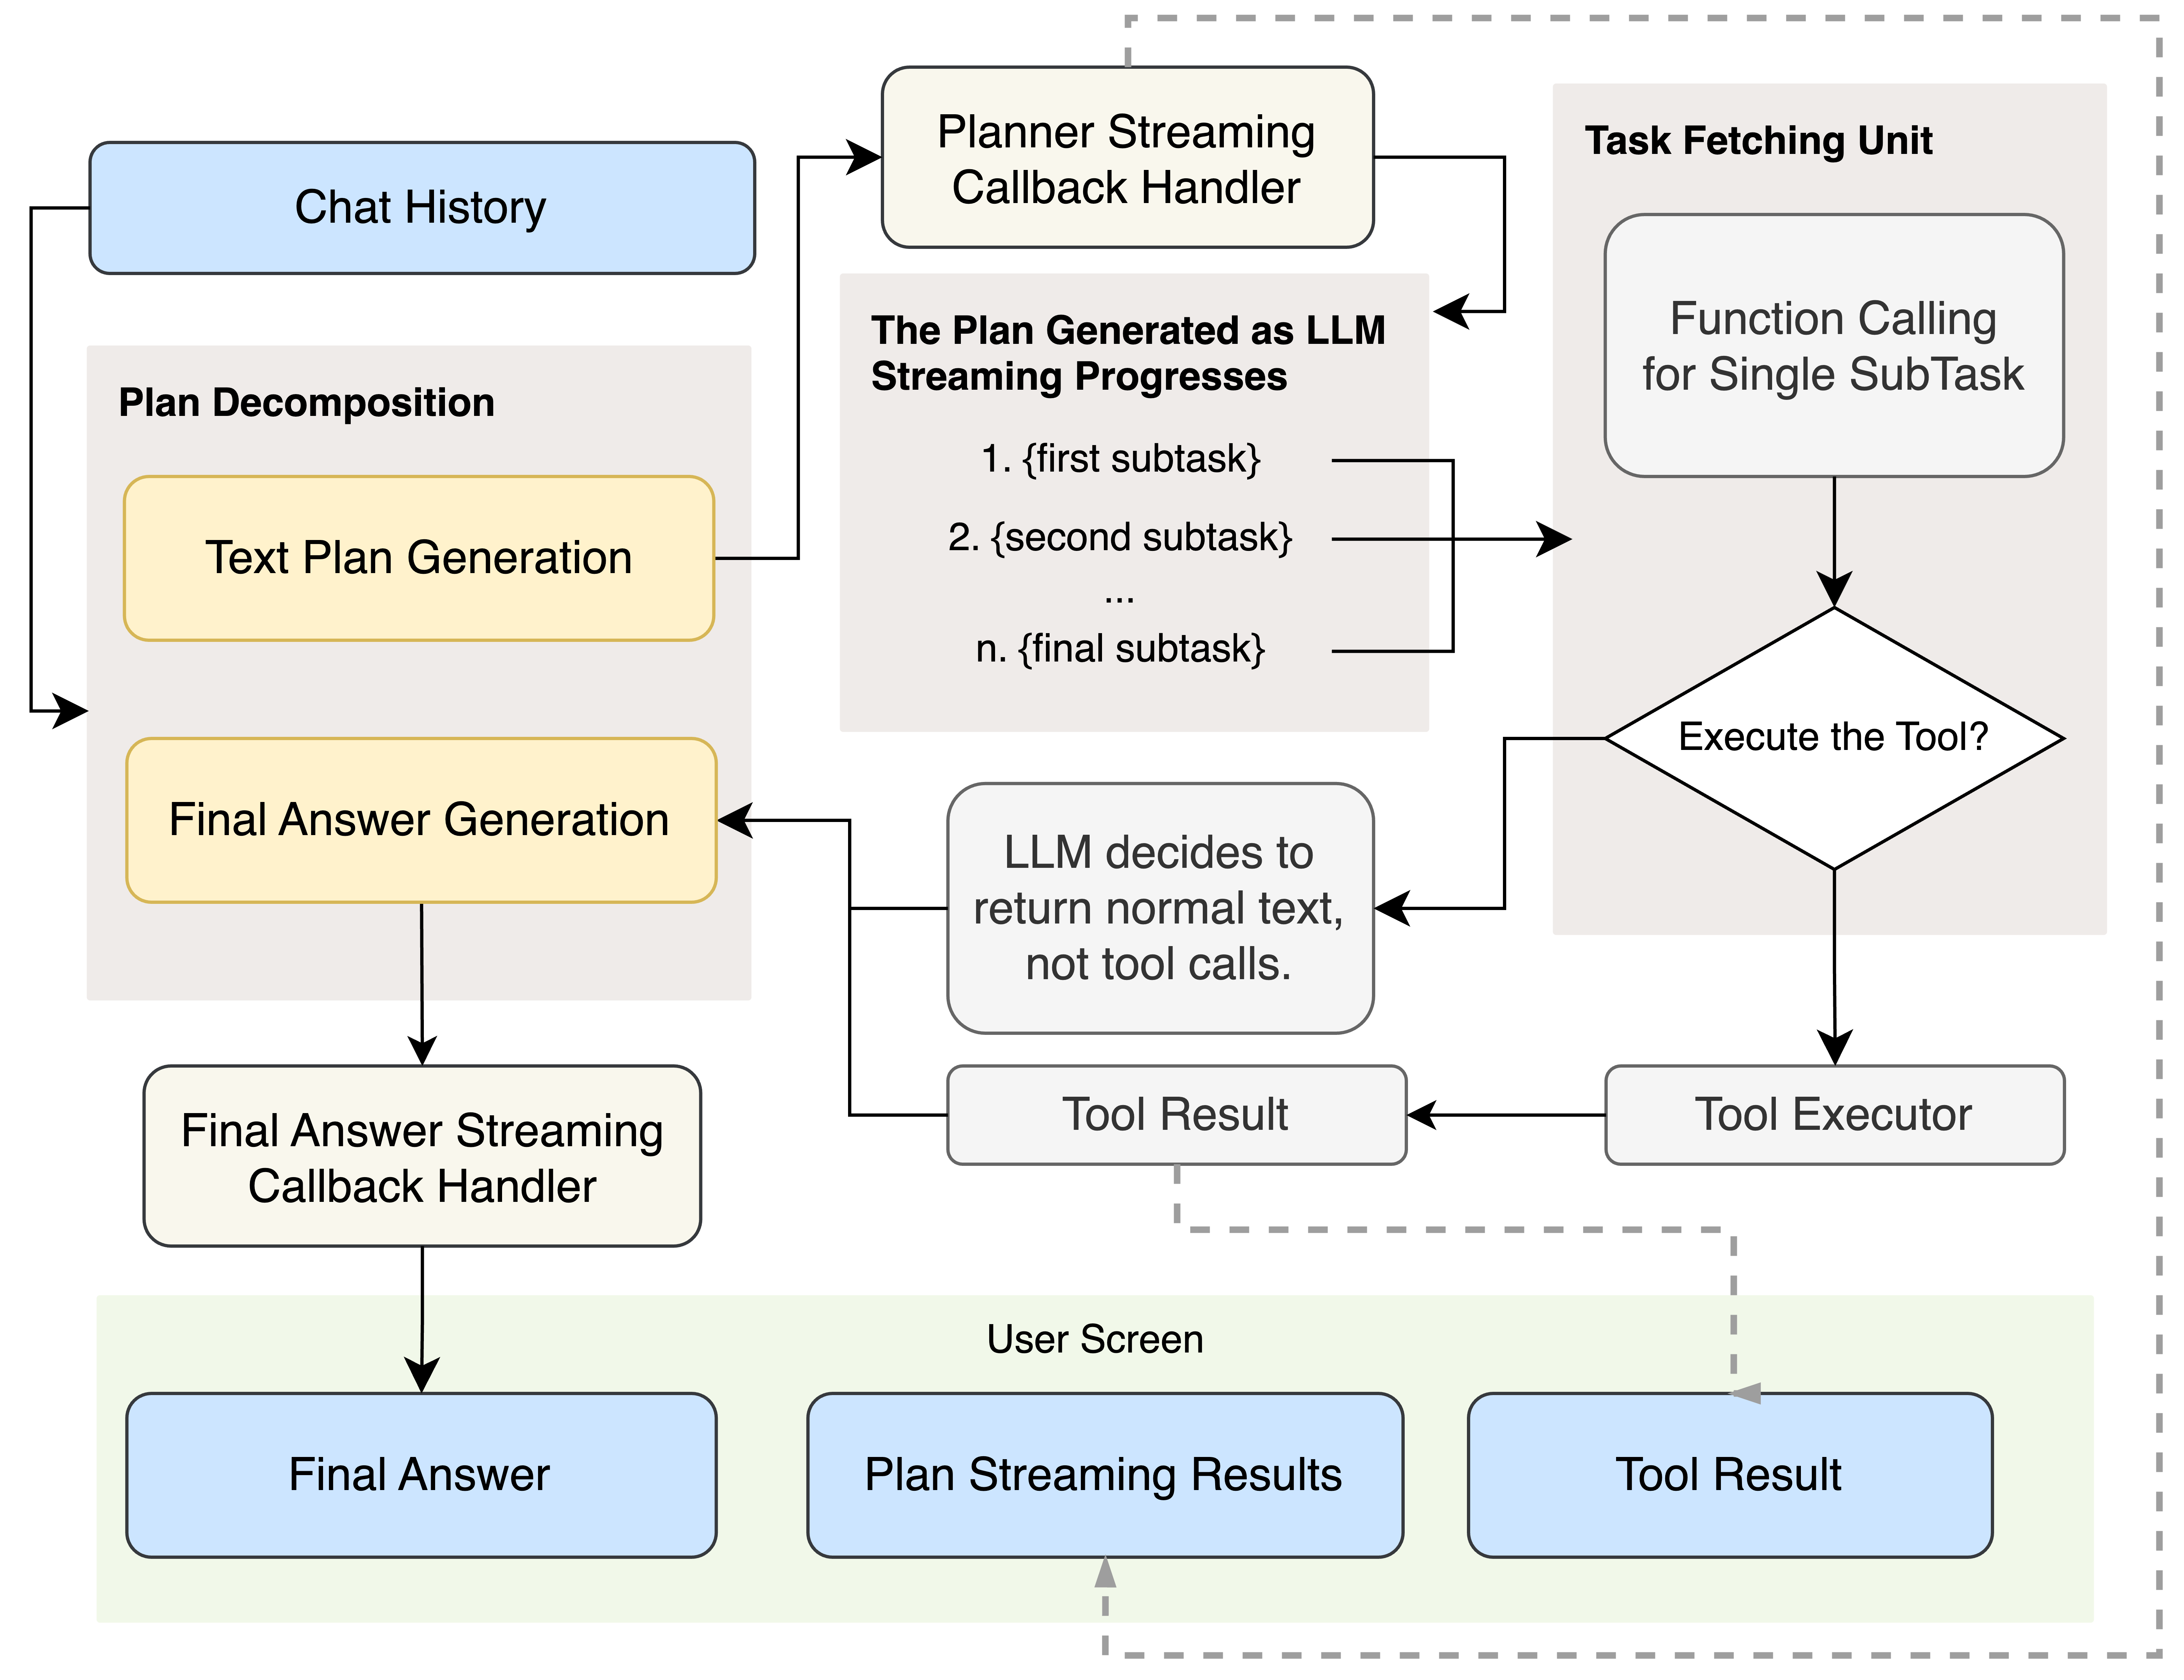 Chat History
Plan Decomposition
Text Plan Generation
Final Answer Generation
Final Answer Streaming
Callback Handler
Planner Streaming
Callback Handler
The Plan Generated as LLM
Streaming Progresses
1. {first subtask}
2. {second subtask}
...
n. {final subtask}
LLM decides to
return normal text,
not tool calls.
Tool Result
Task Fetching Unit
Function Calling
for Single SubTask
Execute the Tool?
Tool Executor
User Screen
Final Answer
Plan Streaming Results
Tool Result